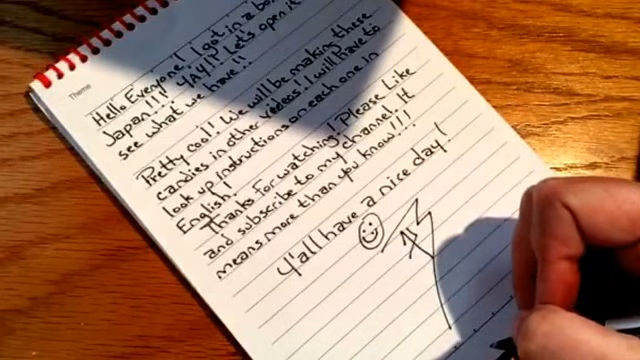 Theme
Hello Everyone! I got in a box
Japan!!! YAY!! Let's open it
see what we have!!
Pretty cool! We will be making these
candies in other videos! I will have to
look up instructions on each one in
English!
Thanks for watching! Please Like
and subscribe to my channel. It
means more than you know!!!
Y'all have a nice day!